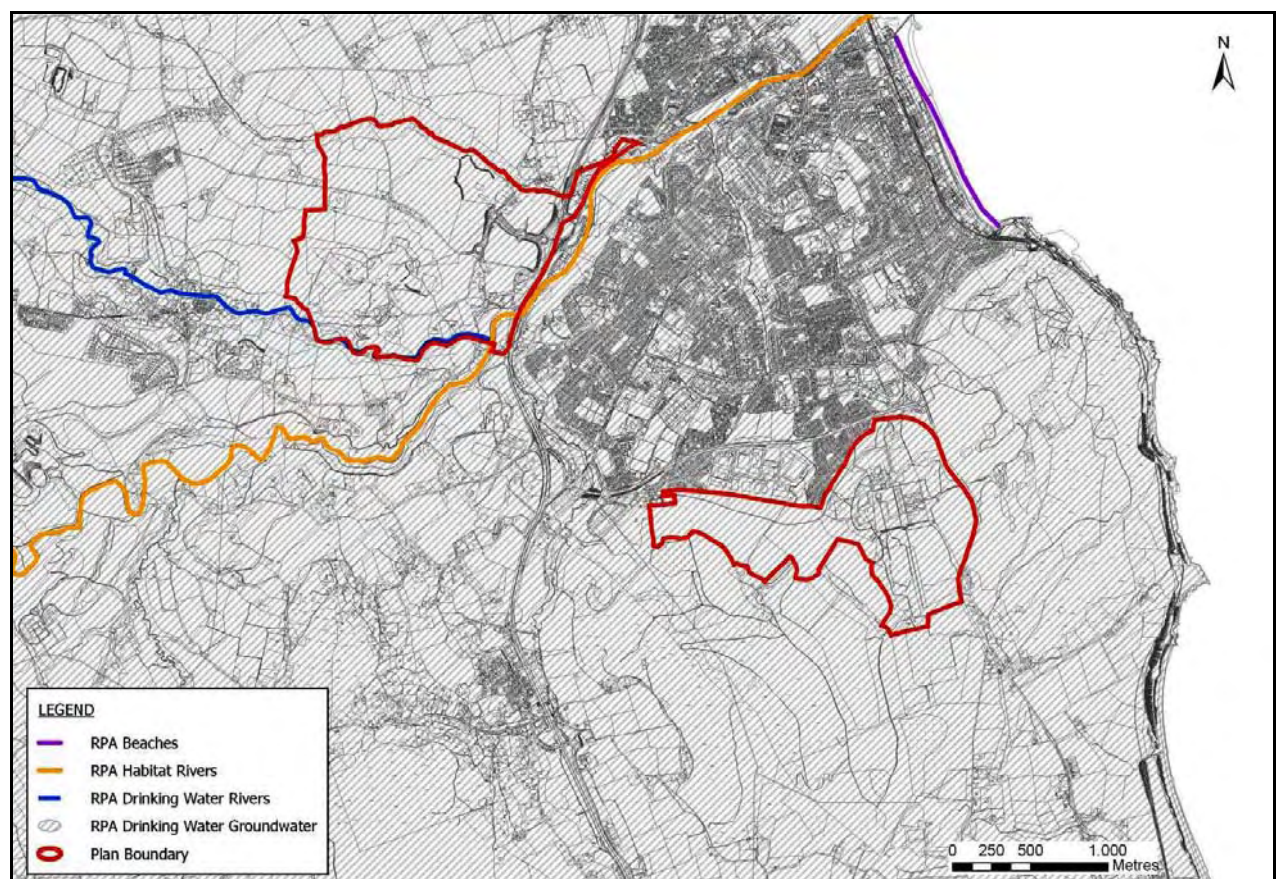 N
LEGEND
RPA Beaches
RPA Habitat Rivers
RPA Drinking Water Rivers
RPA Drinking Water Groundwater
Plan Boundary
0 250 500 1.000
Metres